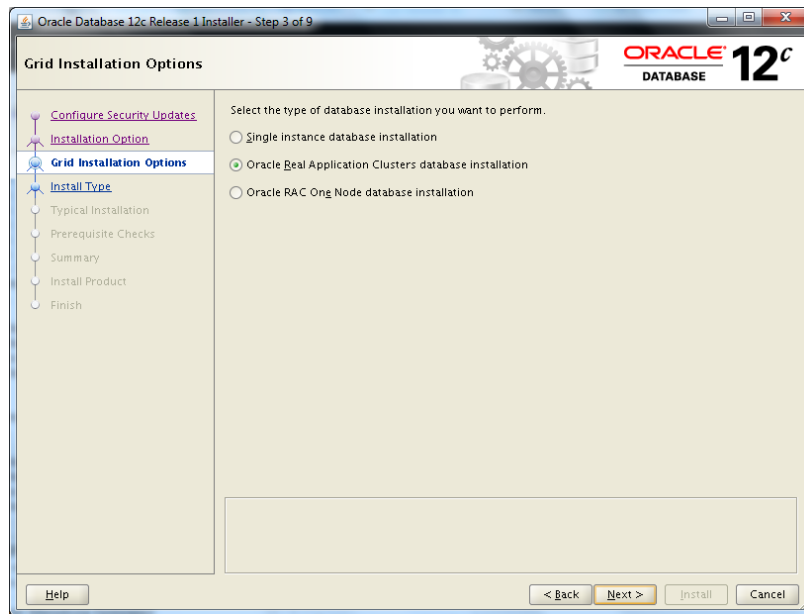 Oracle Database 12c Release 1 Installer - Step 3 of 9
Grid Installation Options
ORACLE
DATABASE
12c
Configure Security Updates
Installation Option
Grid Installation Options
Install Type
Typical Installation
Prerequisite Checks
Summary
Install Product
Finish
Select the type of database installation you want to perform.
Single instance database installation
Oracle Real Application Clusters database installation
Oracle RAC One Node database installation
Help
< Back
Next >
Install
Cancel